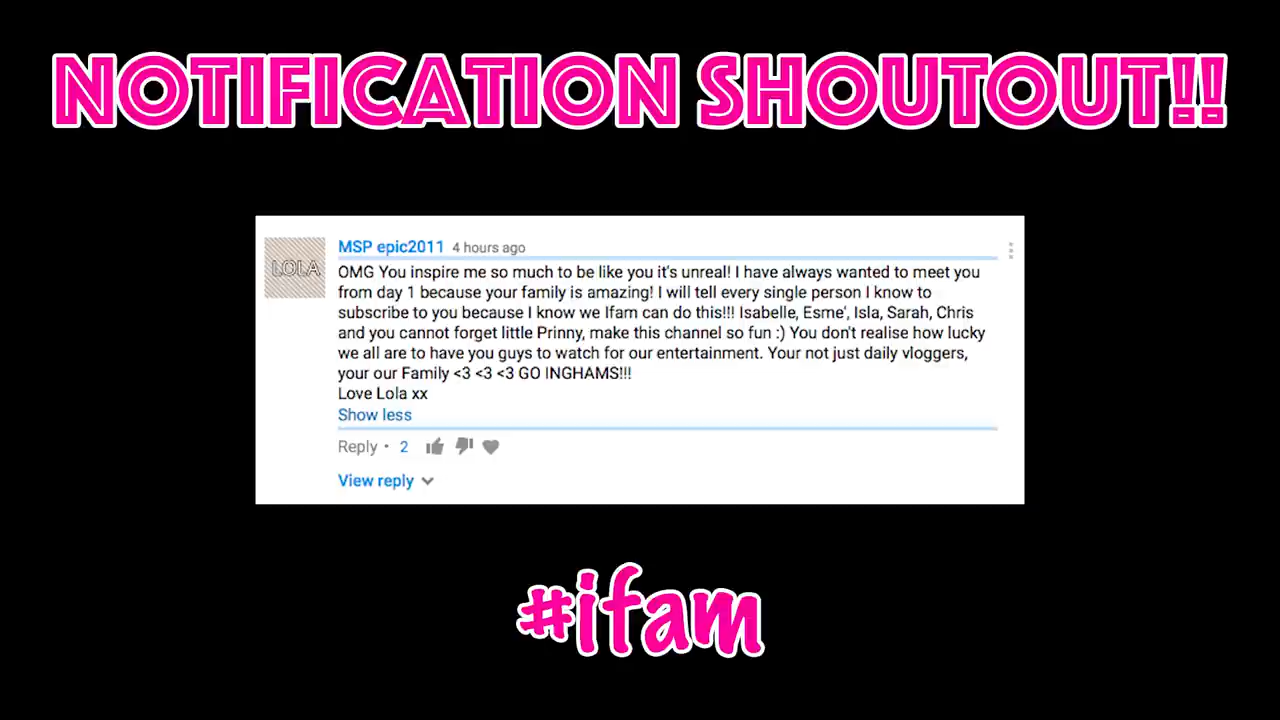 NOTIFICATION SHOUTOUT!!
LOLA
MSP epic2011 4 hours ago
OMG You inspire me so much to be like you it's unreal! I have always wanted to meet you
from day 1 because your family is amazing! I will tell every single person I know to
subscribe to you because I know we Ifam can do this!!! Isabelle, Esme', Isla, Sarah, Chris
and you cannot forget little Prinny, make this channel so fun :) You don't realise how lucky
we all are to have you guys to watch for our entertainment. Your not just daily vloggers,
your our Family <3 <3 <3 GO INGHAMS!!!
Love Lola xx
Show less
Reply • 2
View reply
#ifam